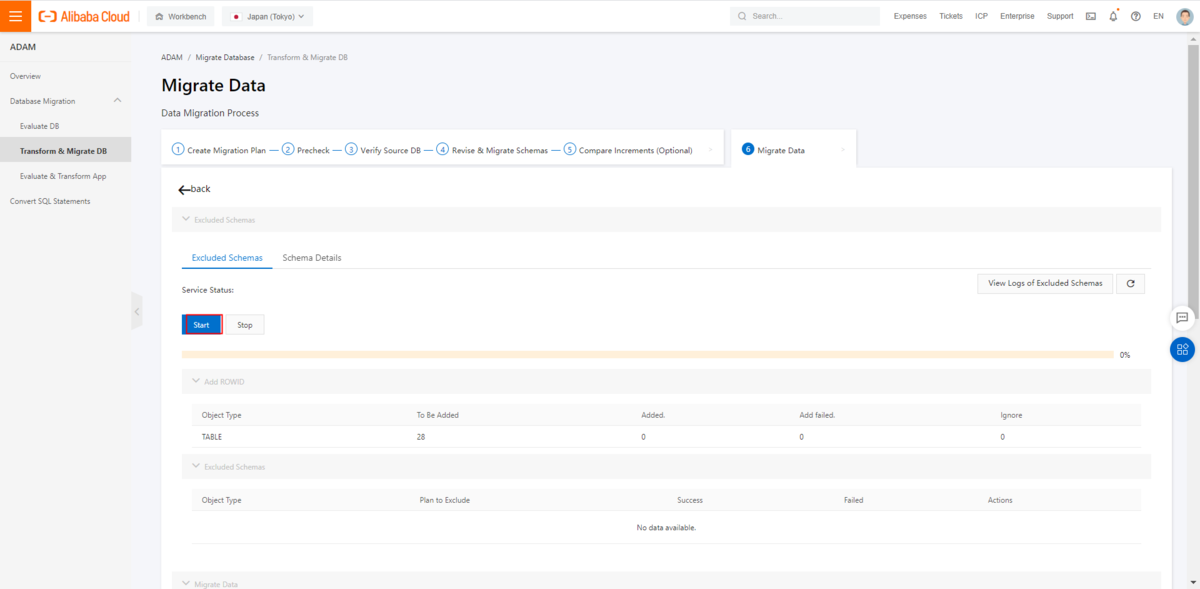 Alibaba Cloud Workbench Japan (Tokyo) Search... Expenses Tickets ICP Enterprise Support EN
ADAM
Overview
Database Migration
Evaluate DB
Transform & Migrate DB
Evaluate & Transform App
Convert SQL Statements
ADAM / Migrate Database / Transform & Migrate DB
Migrate Data
Data Migration Process
1 Create Migration Plan 2 Precheck 3 Verify Source DB 4 Revise & Migrate Schemas 5 Compare Increments (Optional) 6 Migrate Data
back
Excluded Schemas
Excluded Schemas Schema Details
Service Status: View Logs of Excluded Schemas
Start Stop
0%
Add ROWID
Object Type To Be Added Added. Add failed. Ignore
TABLE 28 0 0 0
Excluded Schemas
Object Type Plan to Exclude Success Failed Actions
No data available.
Migrate Data